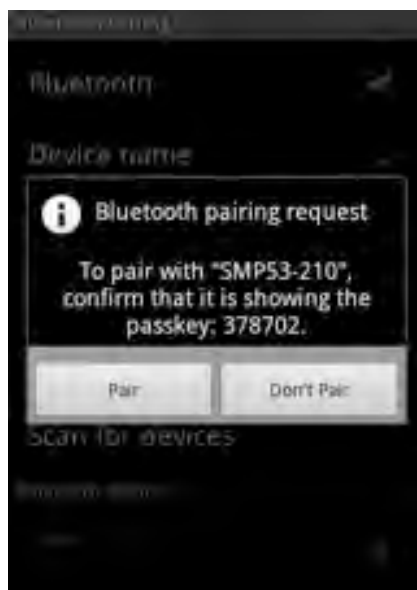 Bluetooth
Device name
Bluetooth pairing request
To pair with "SMP53-210",
confirm that it is showing the
passkey: 378702.
Pair
Don't Pair
Scan for devices